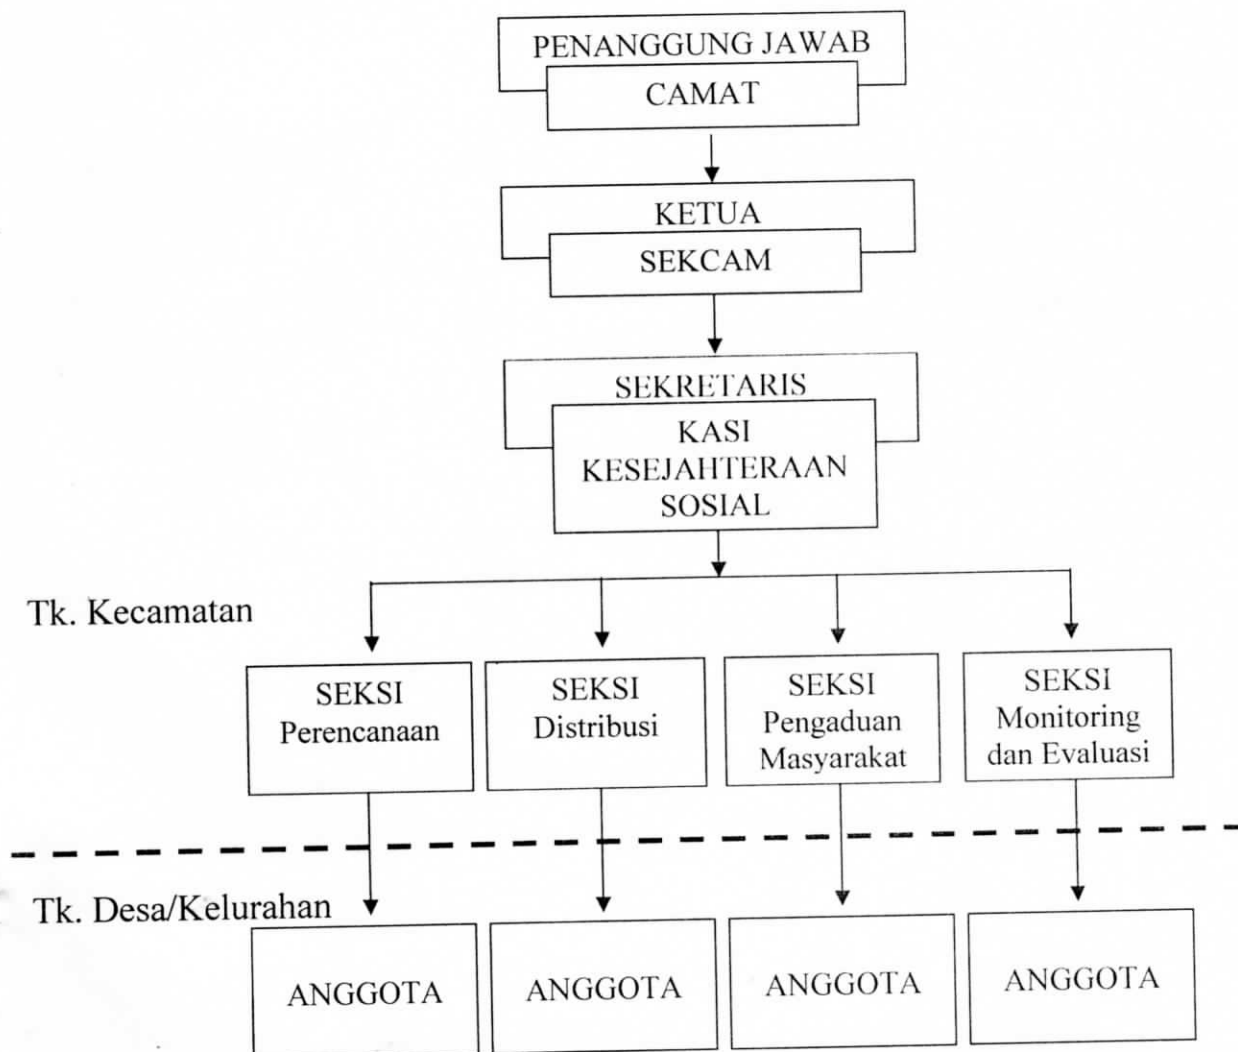 PENANGGUNG JAWAB
CAMAT
KETUA
SEKCAM
SEKRETARIS
KASI
KESEJAHTERAAN
SOSIAL
Tk. Kecamatan
SEKSI
Perencanaan
SEKSI
Distribusi
SEKSI
Pengaduan
Masyarakat
SEKSI
Monitoring
dan Evaluasi
Tk. Desa/Kelurahan
ANGGOTA
ANGGOTA
ANGGOTA
ANGGOTA